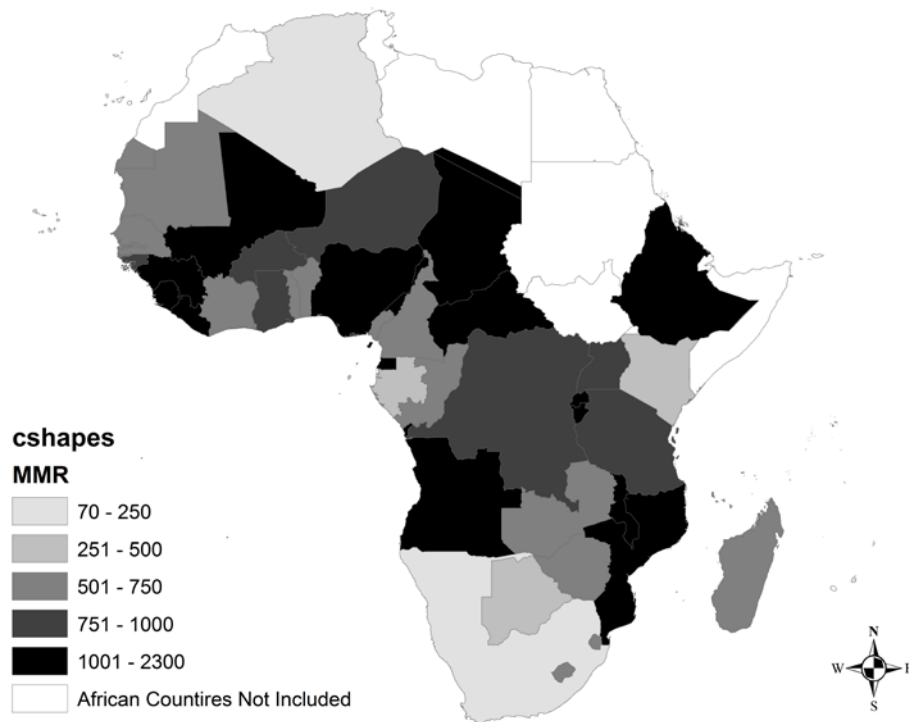 cshapes
MMR
70 - 250
251 - 500
501 - 750
751 - 1000
1001 - 2300
African Countires Not Included
N
W E
S